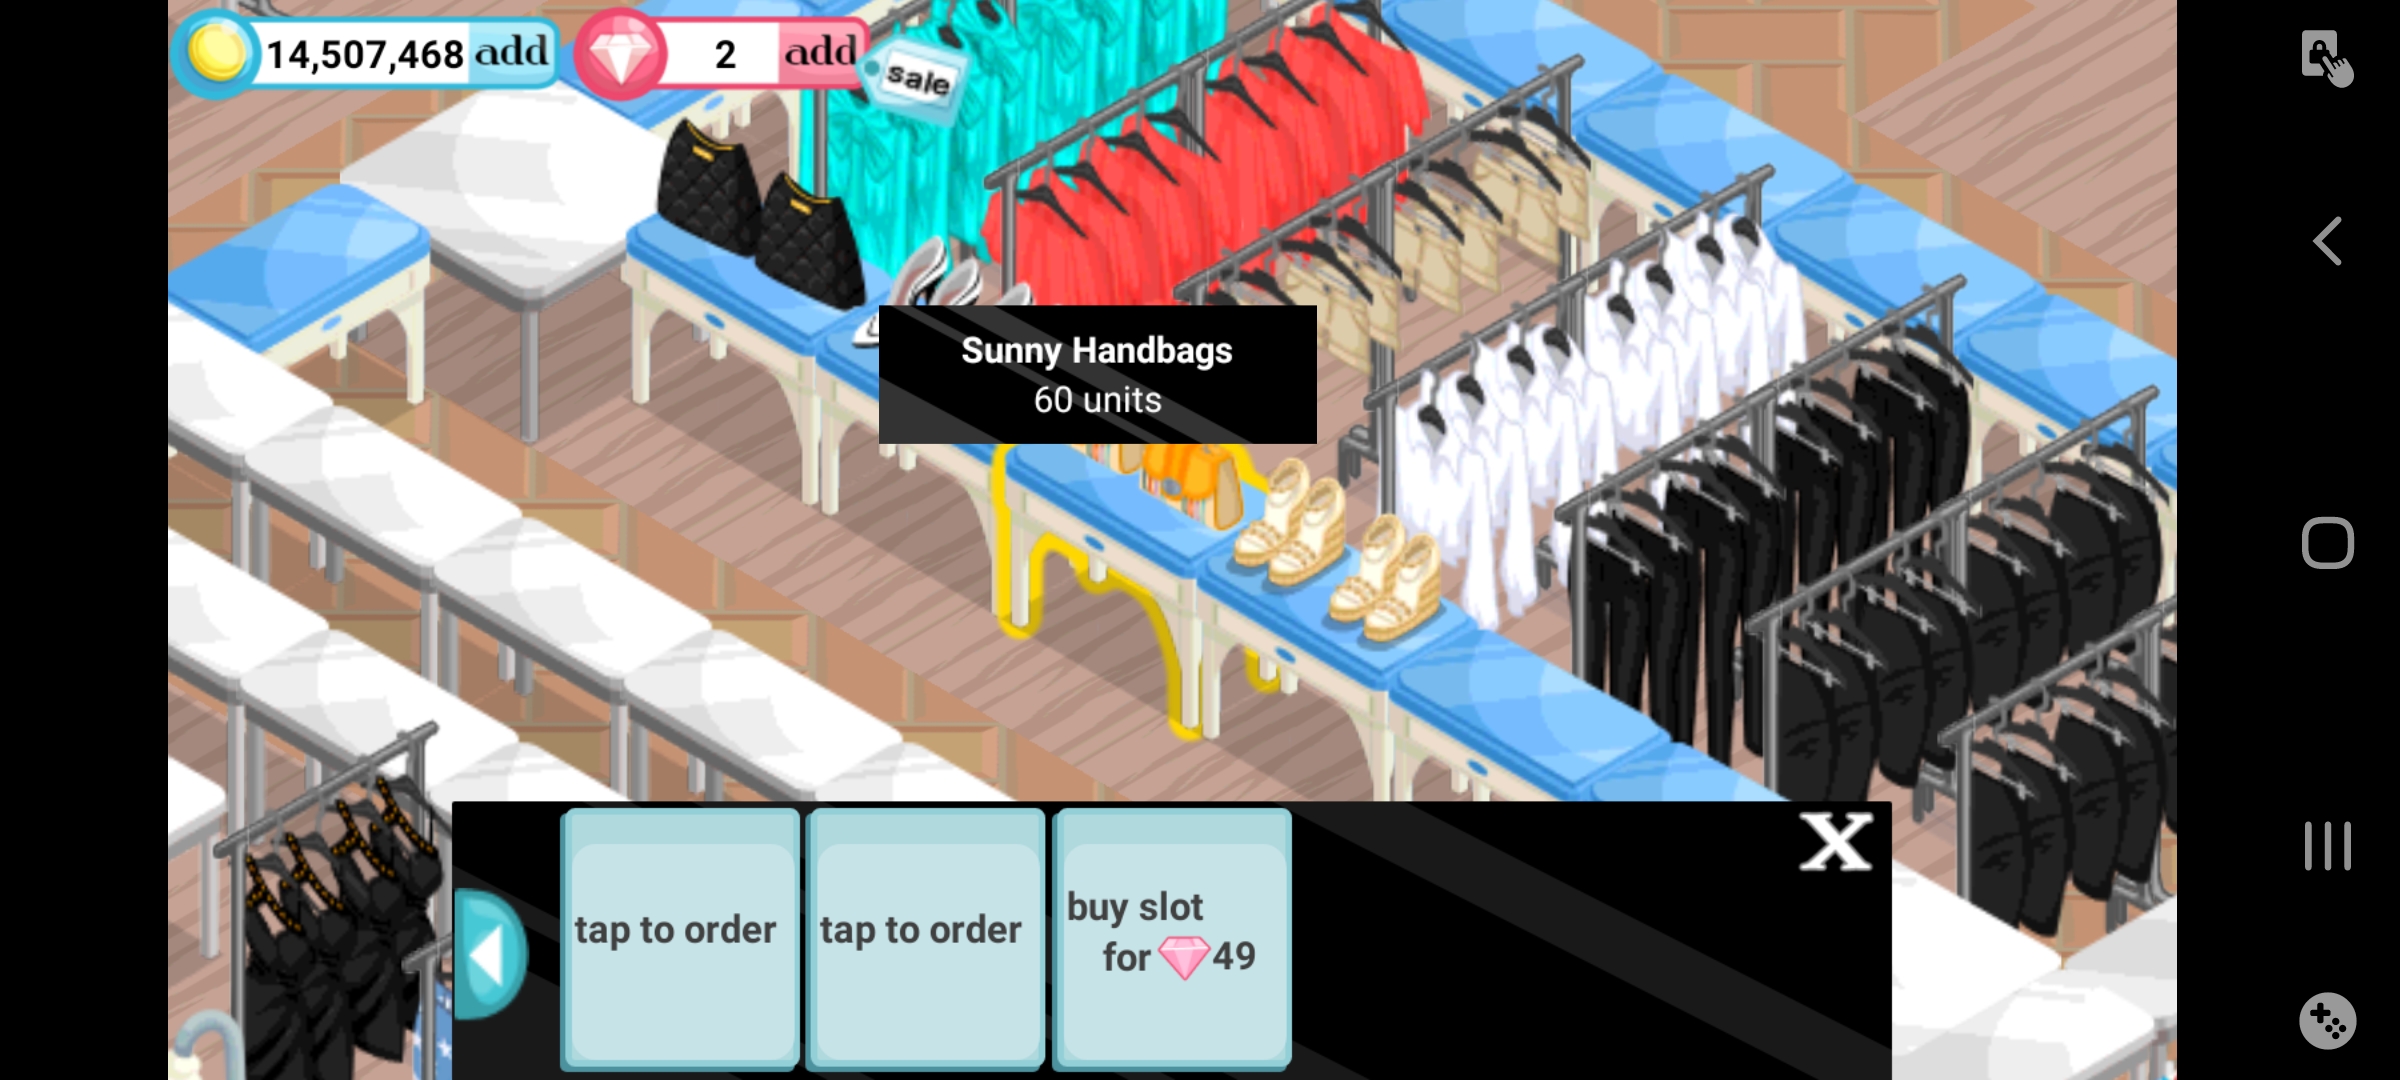 14,507,468 add
2 add
sale
Sunny Handbags
60 units
tap to order
tap to order
buy slot
for 49
X